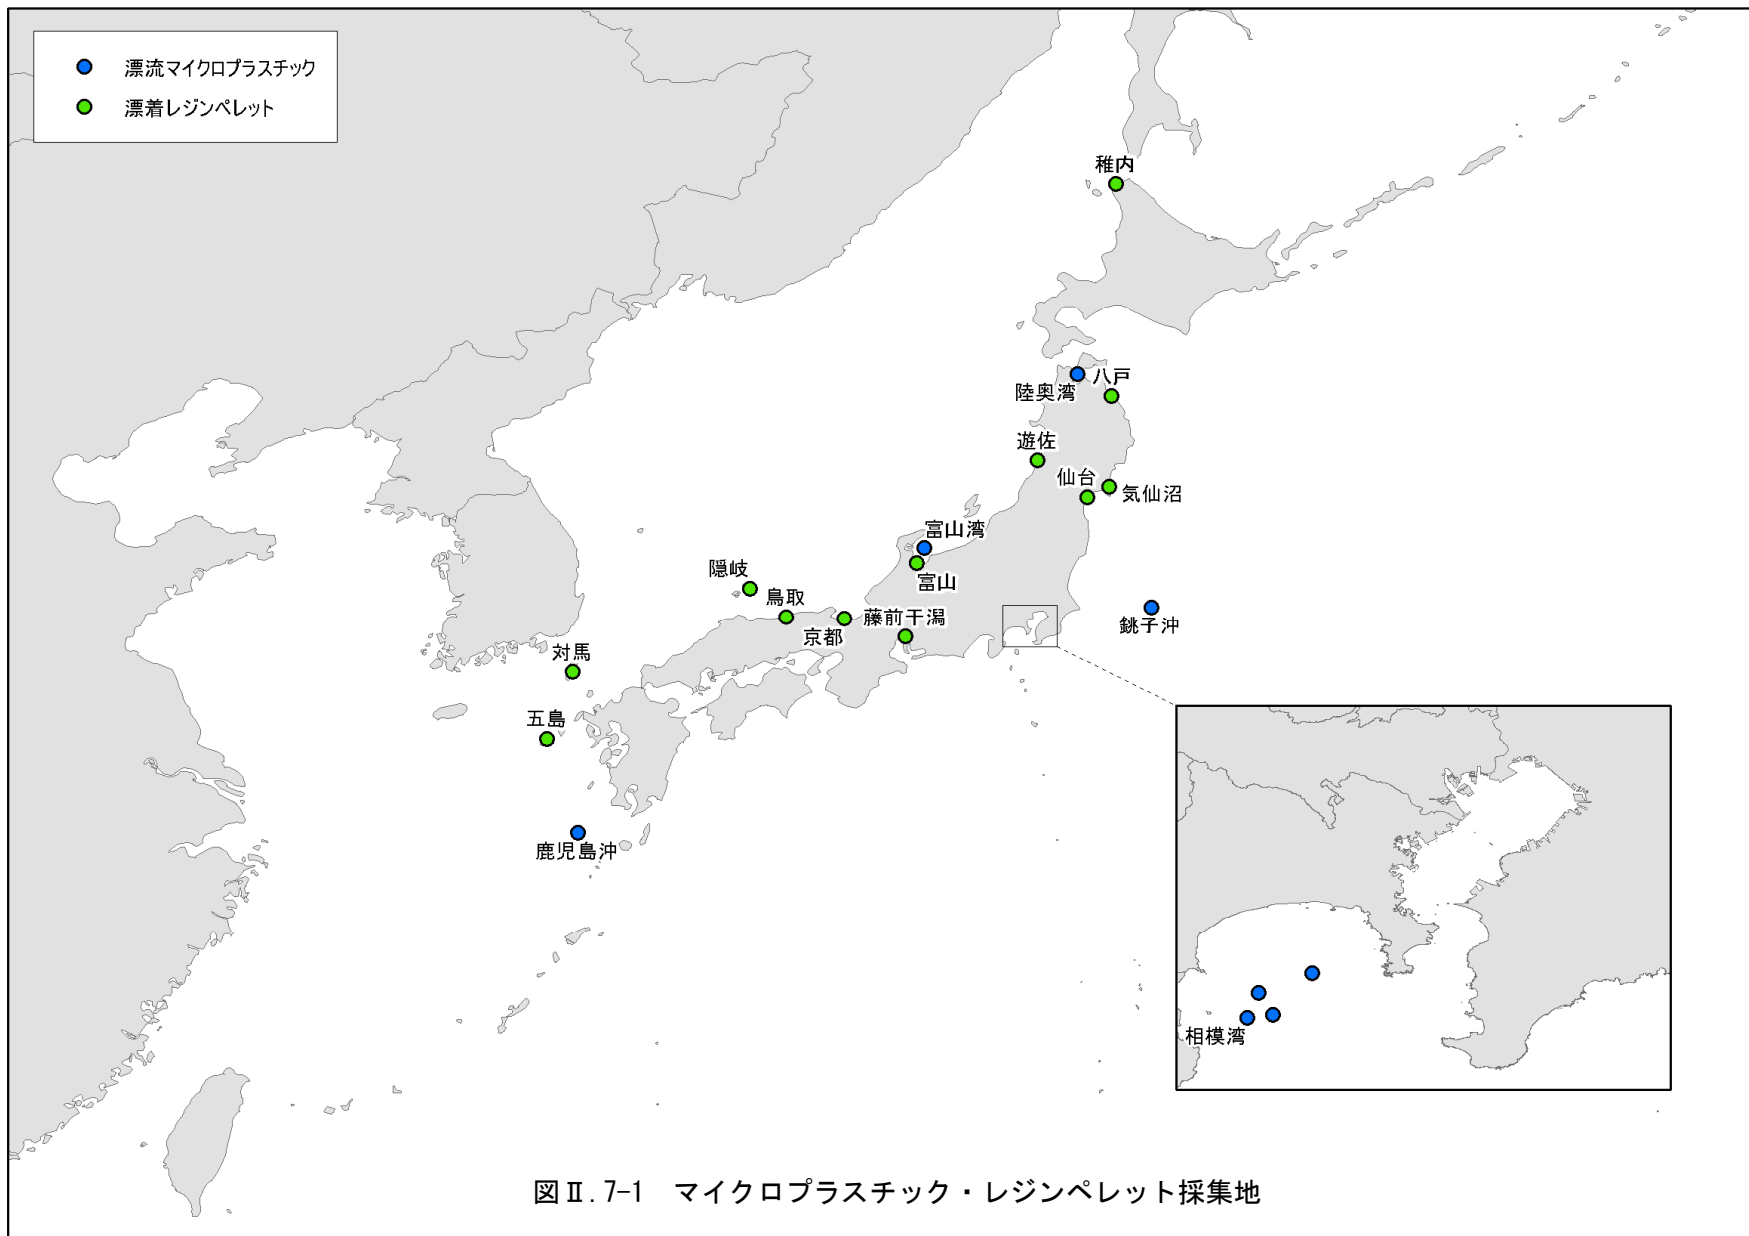 漂流マイクロプラスチック
漂着レジンペレット
稚内
陸奥湾
八戸
遊佐
仙台
気仙沼
富山湾
富山
隠岐
鳥取
京都
藤前干潟
銚子沖
対馬
五島
鹿児島沖
相模湾
図Ⅱ.7-1　マイクロプラスチック・レジンペレット採集地